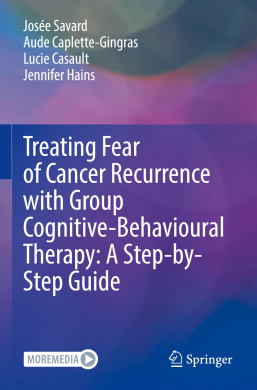 Josée Savard
Aude Caplette-Gingras
Lucie Casault
Jennifer Hains
Treating Fear
of Cancer Recurrence
with Group
Cognitive-Behavioural
Therapy: A Step-by-
Step Guide
MOREMEDIA
Springer